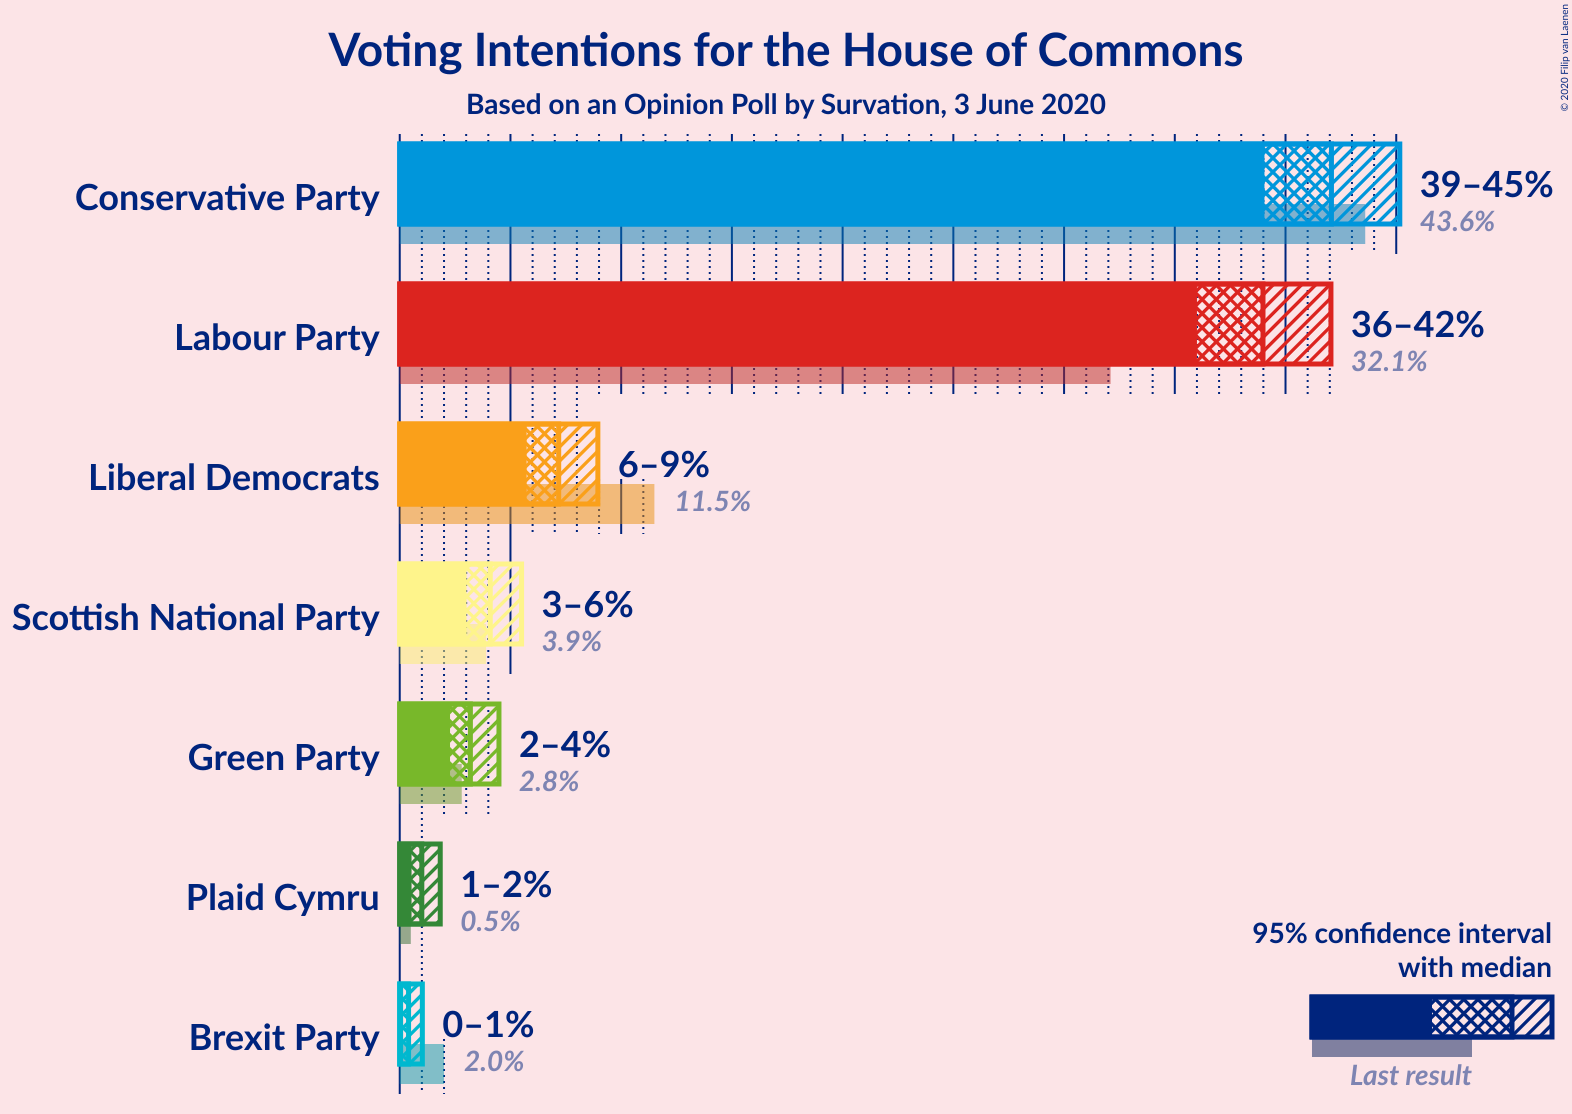 Voting Intentions for the House of Commons
Based on an Opinion Poll by Survation, 3 June 2020
© 2020 Filip van Laenen
Conservative Party
39–45%
43.6%
Labour Party
36–42%
32.1%
Liberal Democrats
6–9%
11.5%
Scottish National Party
3–6%
3.9%
Green Party
2–4%
2.8%
Plaid Cymru
1–2%
0.5%
Brexit Party
0–1%
2.0%
95% confidence interval
with median
Last result